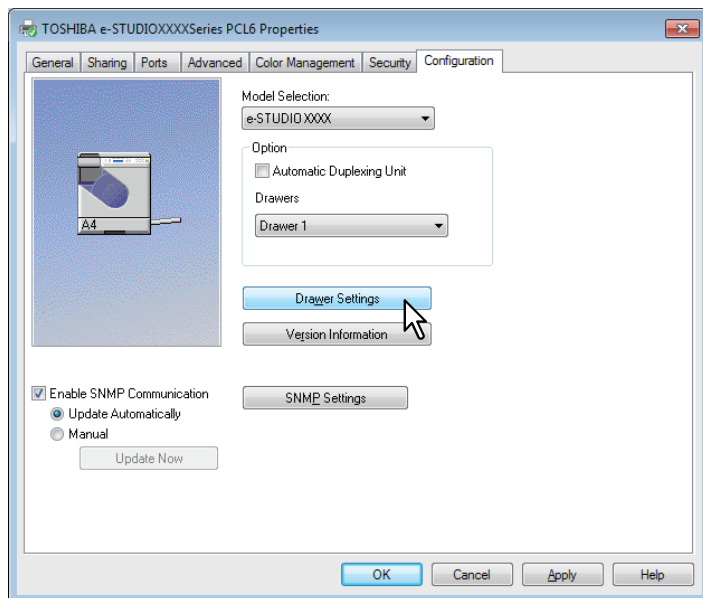 TOSHIBA e-STUDIOXXXXSeries PCL6 Properties
General Sharing Ports Advanced Color Management Security Configuration
Model Selection:
e-STUDIO XXXX
Option
Automatic Duplexing Unit
Drawers
Drawer 1
A4
Drawer Settings
Version Information
Enable SNMP Communication
SNMP Settings
Update Automatically
Manual
Update Now
OK Cancel Apply Help